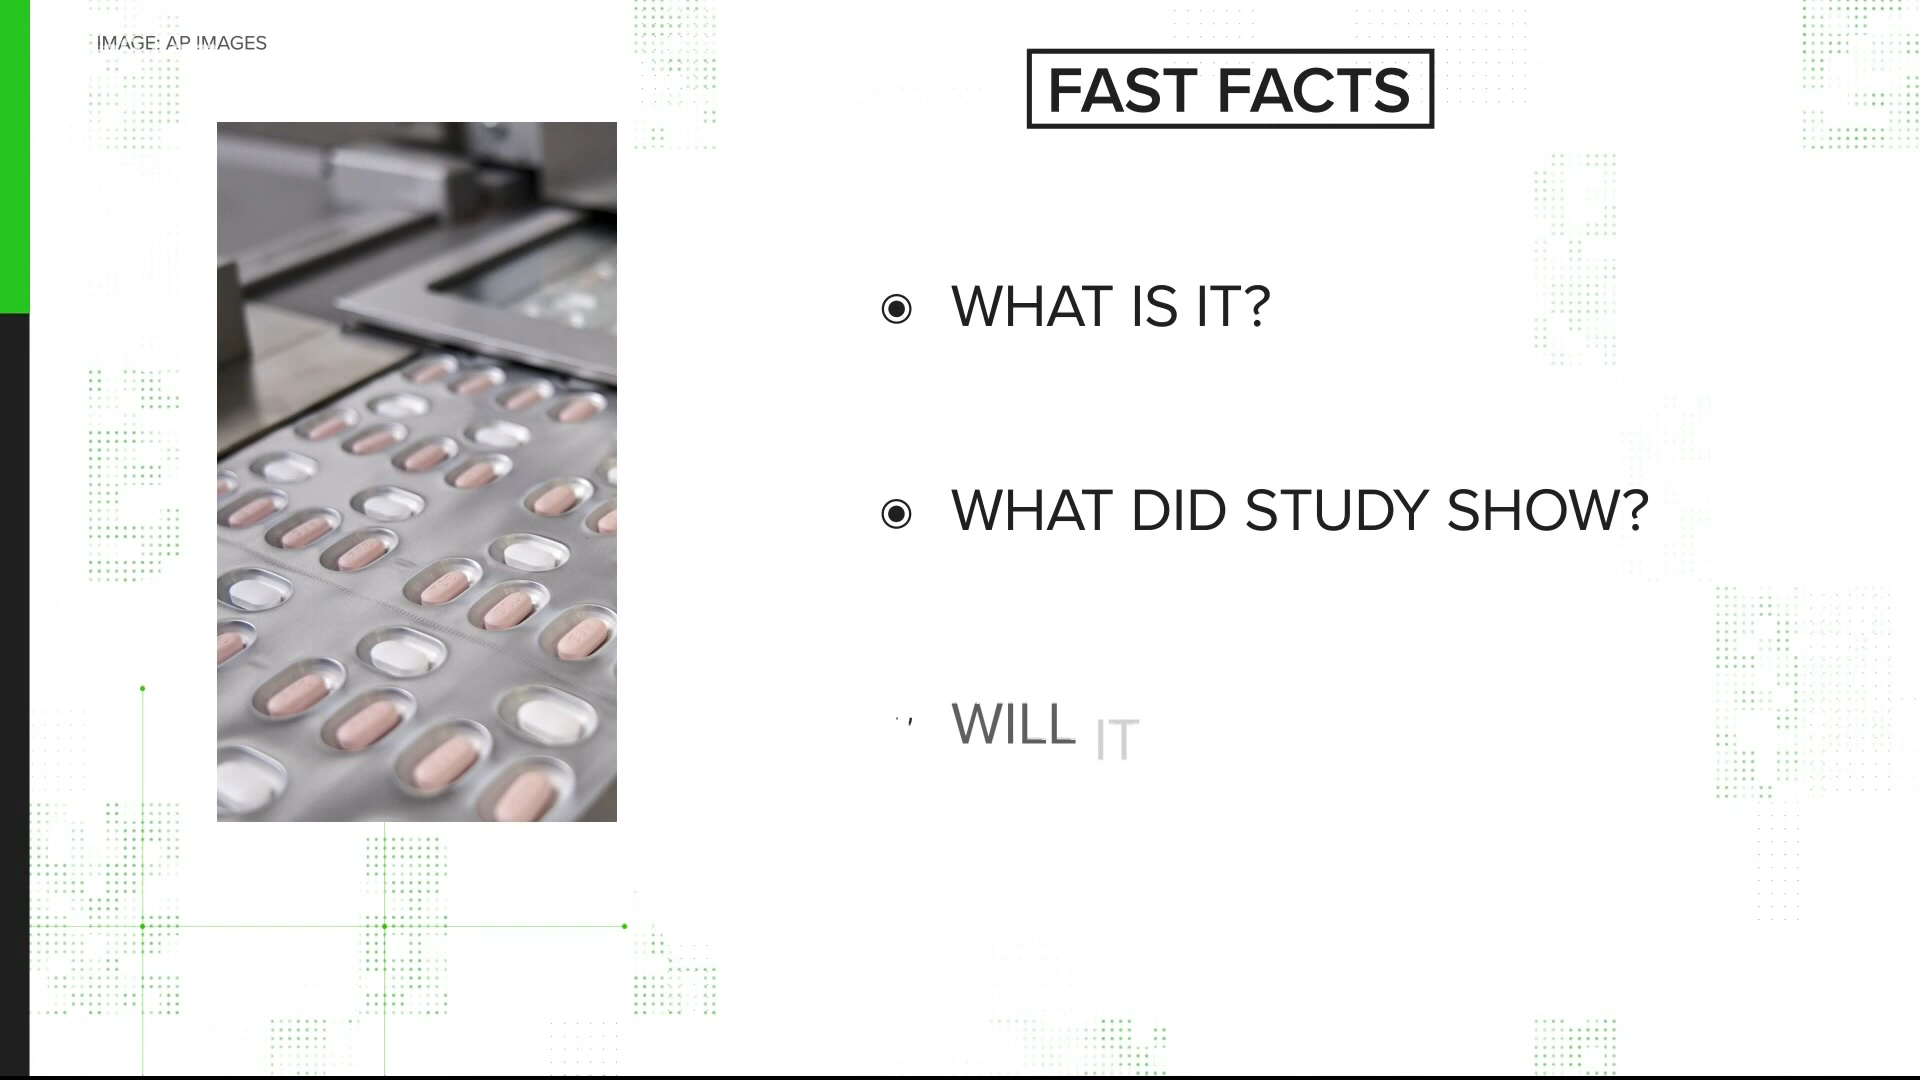 IMAGE: AP IMAGES
FAST FACTS
WHAT IS IT?
WHAT DID STUDY SHOW?
WILL IT